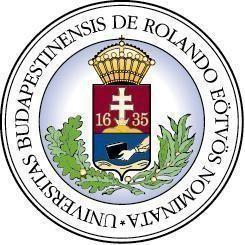 UNIVERSITAS BUDAPESTINENSIS DE ROLANDO EÖTVÖS NOMINATA
16 35